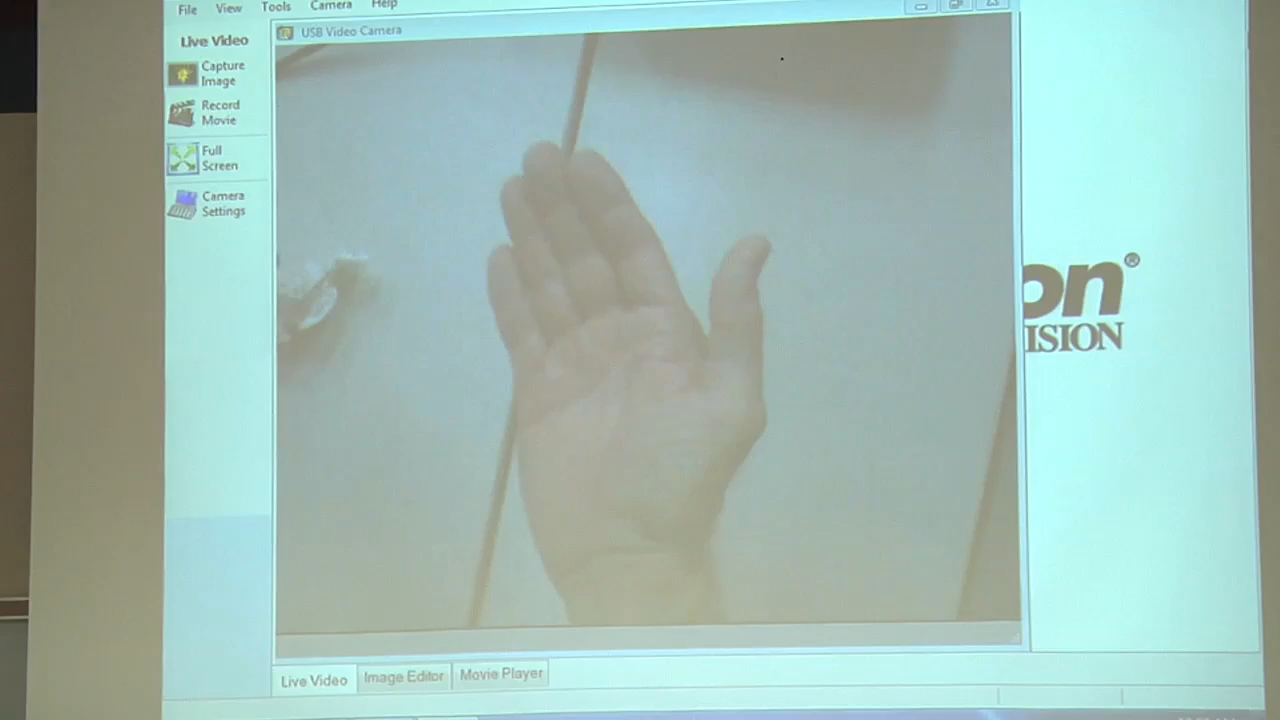 File View Tools Camera Help
USB Video Camera
Live Video
Capture
Image
Record
Movie
Full
Screen
Camera
Settings
on®
ISION
Live Video Image Editor Movie Player